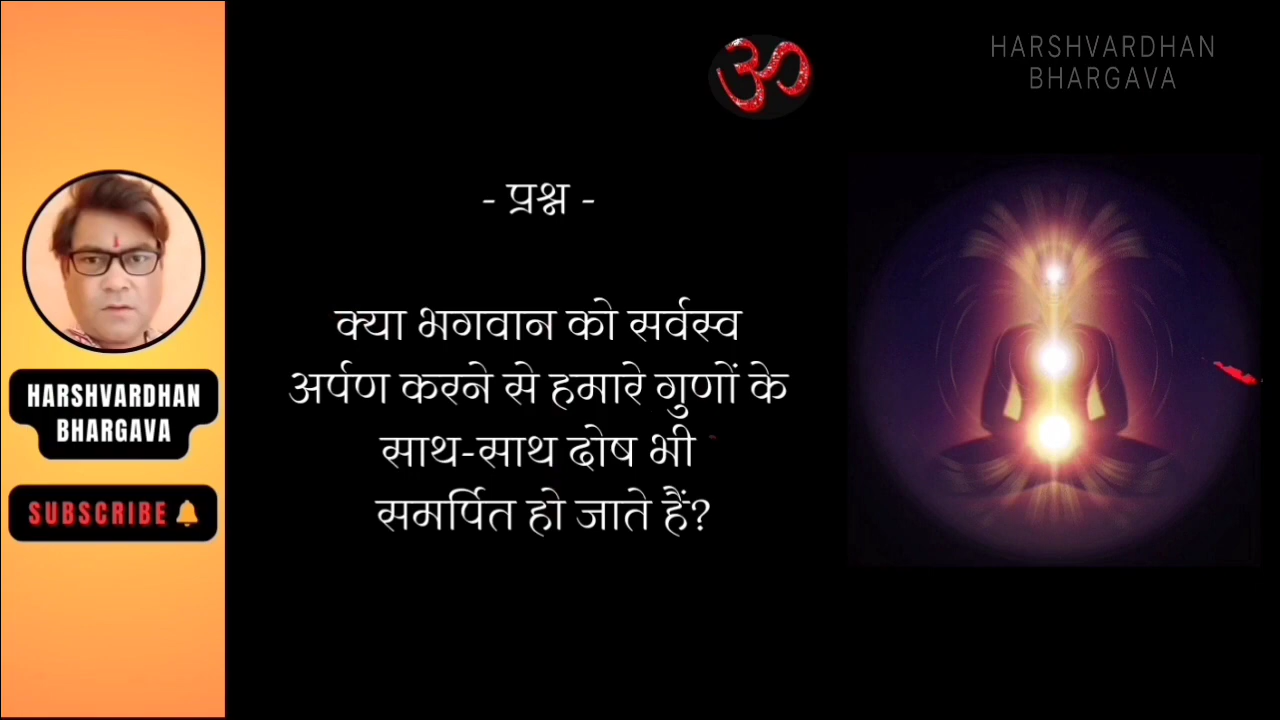 ॐ
HARSHVARDHAN
BHARGAVA
- प्रश्न -
क्या भगवान को सर्वस्व
अर्पण करने से हमारे गुणों के
साथ-साथ दोष भी
समर्पित हो जाते हैं?
HARSHVARDHAN
BHARGAVA
SUBSCRIBE